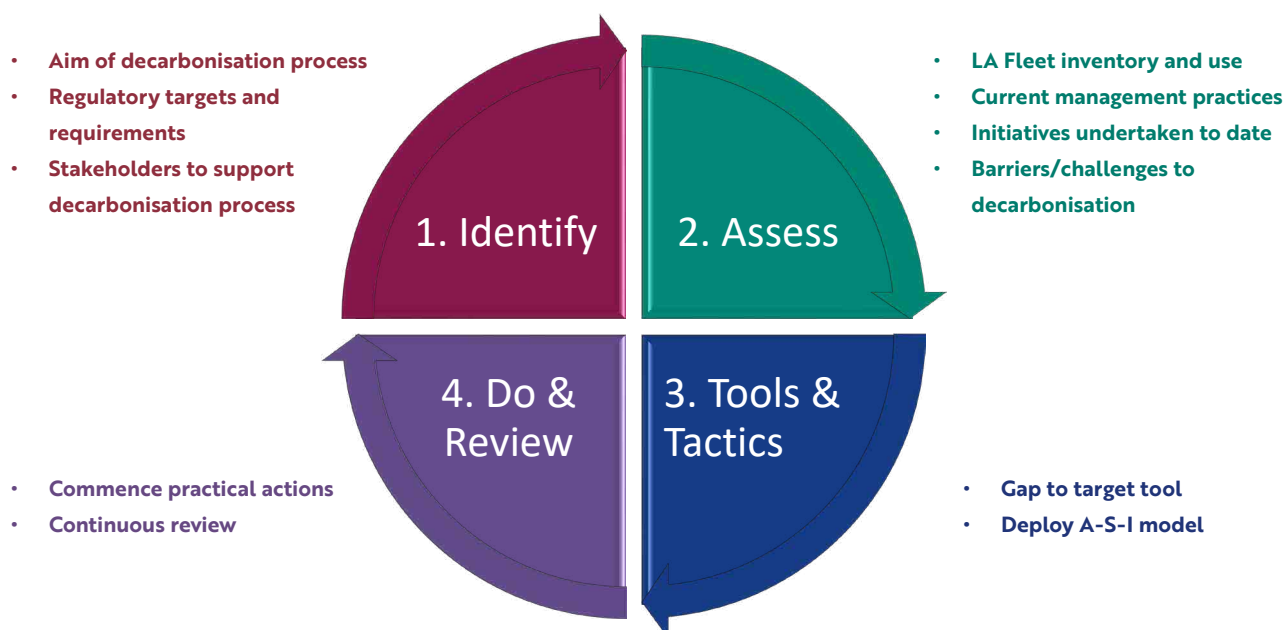 • Aim of decarbonisation process
• Regulatory targets and
requirements
• Stakeholders to support
decarbonisation process
1. Identify
2. Assess
• LA Fleet inventory and use
• Current management practices
• Initiatives undertaken to date
• Barriers/challenges to
decarbonisation
4. Do &
Review
• Commence practical actions
• Continuous review
3. Tools &
Tactics
• Gap to target tool
• Deploy A-S-I model